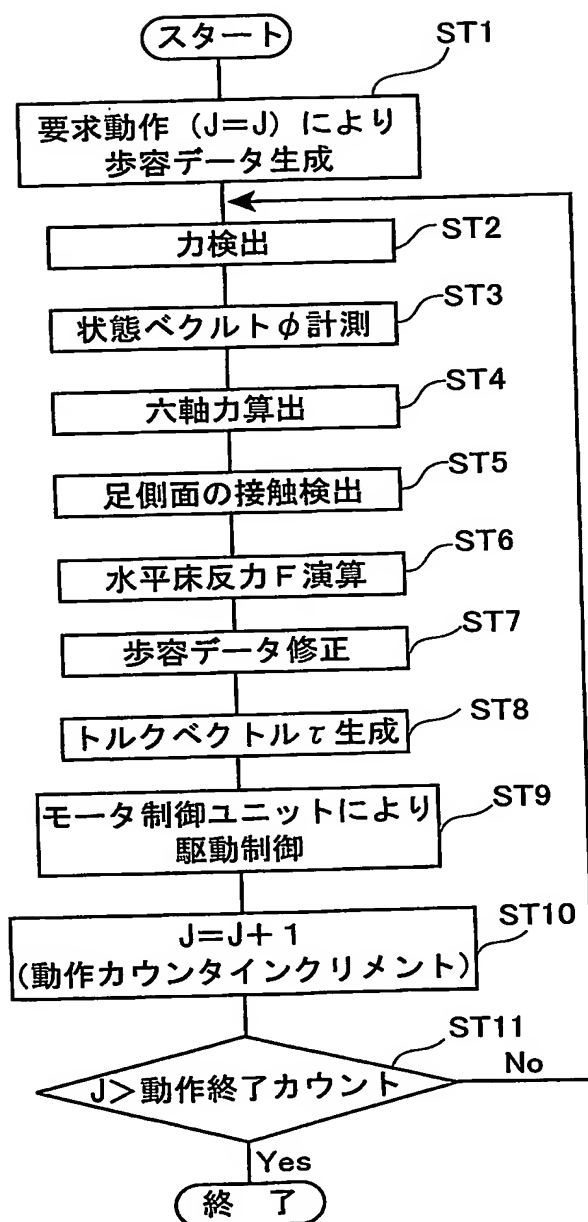 スタート
ST1
要求動作（J=J）により
歩容データ生成
力検出
ST2
状態ベクルトφ計測
ST3
六軸力算出
ST4
足側面の接触検出
ST5
水平床反力F演算
ST6
歩容データ修正
ST7
トルクベクトルτ生成
ST8
モータ制御ユニットにより
駆動制御
ST9
J=J+1
(動作カウンタインクリメント)
ST10
J>動作終了カウント
ST11
No
Yes
終 了